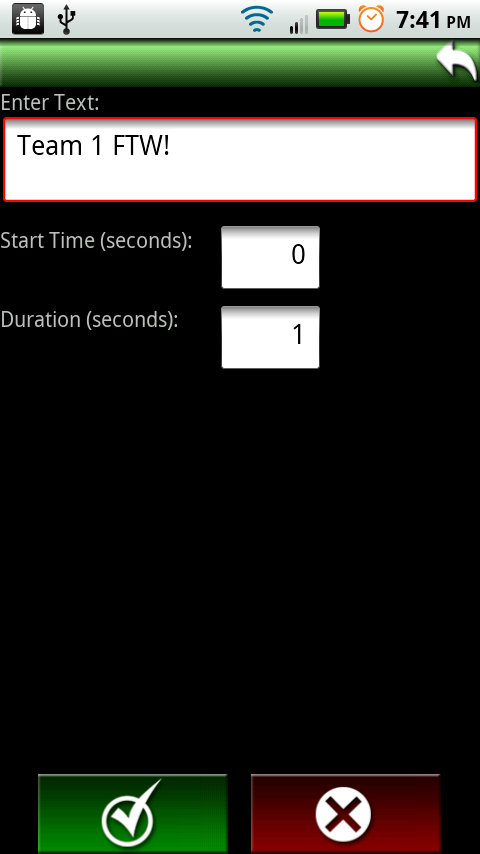 7:41 PM
Enter Text:
Team 1 FTW!
Start Time (seconds):
0
Duration (seconds):
1